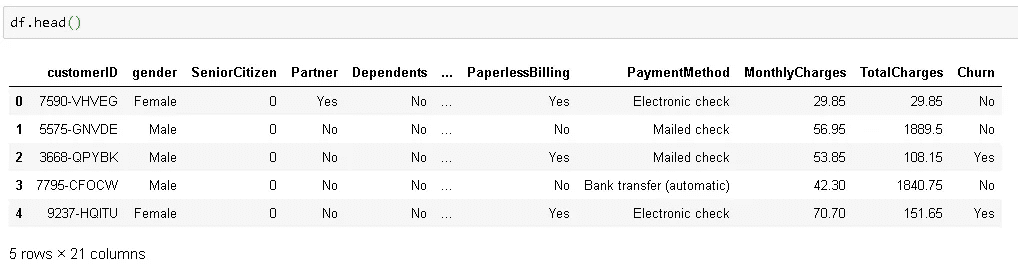 df.head()
customerID gender SeniorCitizen Partner Dependents ... PaperlessBilling PaymentMethod MonthlyCharges TotalCharges Churn
0 7590-VHVEG Female 0 Yes No ... Yes Electronic check 29.85 29.85 No
1 5575-GNVDE Male 0 No No ... No Mailed check 56.95 1889.5 No
2 3668-QPYBK Male 0 No No ... Yes Mailed check 53.85 108.15 Yes
3 7795-CFOCW Male 0 No No ... No Bank transfer (automatic) 42.30 1840.75 No
4 9237-HQITU Female 0 No No ... Yes Electronic check 70.70 151.65 Yes
5 rows × 21 columns